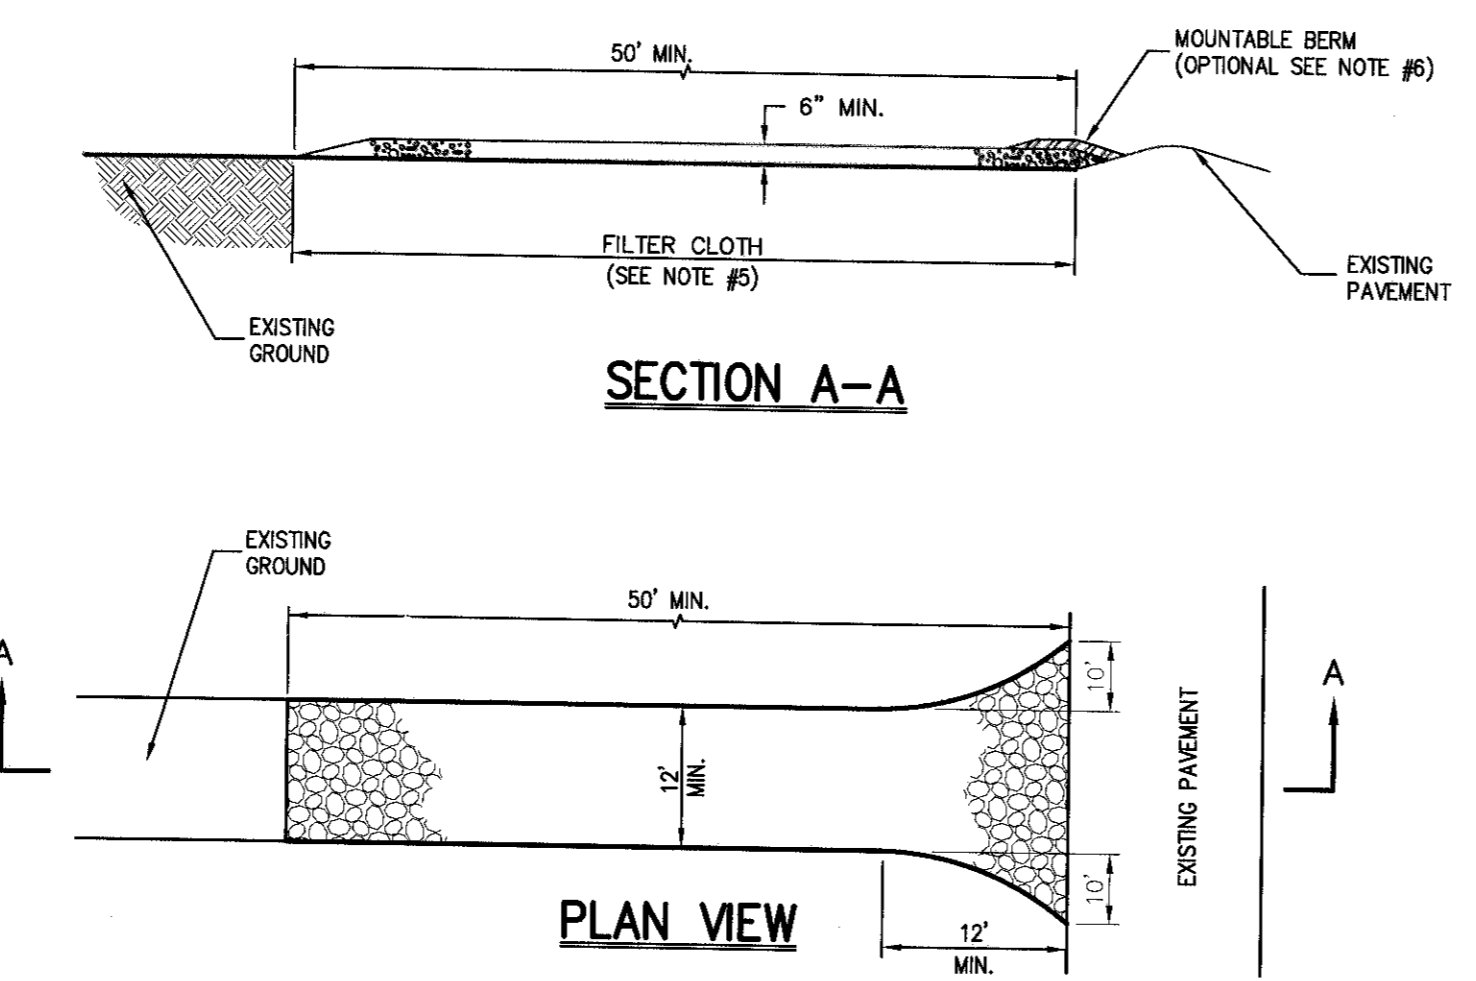 50' MIN.
MOUNTABLE BERM
(OPTIONAL SEE NOTE #6)
6" MIN.
FILTER CLOTH
(SEE NOTE #5)
EXISTING
PAVEMENT
EXISTING
GROUND
SECTION A-A
EXISTING
GROUND
50' MIN.
A
10'
A
12'
MIN.
EXISTING PAVEMENT
10'
PLAN VIEW
12'
MIN.